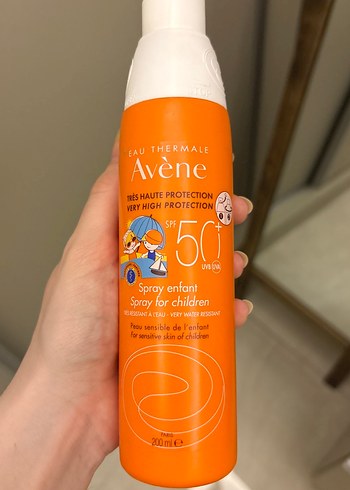 EAU THERMALE
Avène
TRÈS HAUTE PROTECTION
VERY HIGH PROTECTION
SPF 50+
UVB UVA
Spray enfant
Spray for children
TRÈS RÉSISTANT À L'EAU - VERY WATER RESISTANT
Peau sensible de l'enfant
For sensitive skin of children
PARIS
200 ml ℮